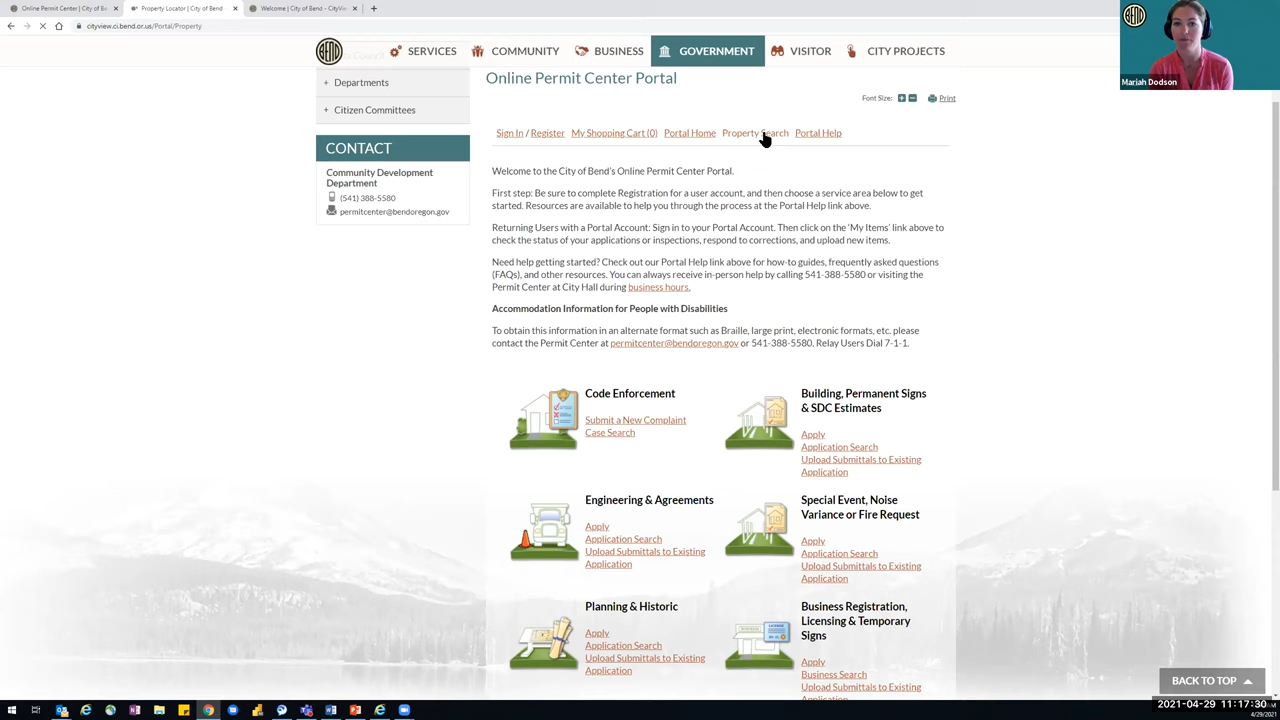 Online Permit Center | City of B
Property Locator | City of Bend
Welcome | City of Bend - CityVi
cityview.ci.bend.or.us/Portal/Property
BEND
Mariah Dodson
BEND
SERVICES
COMMUNITY
BUSINESS
GOVERNMENT
VISITOR
CITY PROJECTS
+ Departments
+ Citizen Committees
CONTACT
Community Development
Department
(541) 388-5580
permitcenter@bendoregon.gov
Online Permit Center Portal
Font Size:
Print
Sign In / Register My Shopping Cart (0) Portal Home Property Search Portal Help
Welcome to the City of Bend's Online Permit Center Portal.
First step: Be sure to complete Registration for a user account, and then choose a service area below to get
started. Resources are available to help you through the process at the Portal Help link above.
Returning Users with a Portal Account: Sign in to your Portal Account. Then click on the 'My Items' link above to
check the status of your applications or inspections, respond to corrections, and upload new items.
Need help getting started? Check out our Portal Help link above for how-to guides, frequently asked questions
(FAQs), and other resources. You can always receive in-person help by calling 541-388-5580 or visiting the
Permit Center at City Hall during business hours.
Accommodation Information for People with Disabilities
To obtain this information in an alternate format such as Braille, large print, electronic formats, etc. please
contact the Permit Center at permitcenter@bendoregon.gov or 541-388-5580, Relay Users Dial 7-1-1.
Code Enforcement
Submit a New Complaint
Case Search
Building, Permanent Signs
& SDC Estimates
Apply
Application Search
Upload Submittals to Existing
Application
Engineering & Agreements
Apply
Application Search
Upload Submittals to Existing
Application
Special Event, Noise
Variance or Fire Request
Apply
Application Search
Upload Submittals to Existing
Application
Planning & Historic
Apply
Application Search
Upload Submittals to Existing
Application
Business Registration,
Licensing & Temporary
Signs
Apply
Business Search
Upload Submittals to Existing
Application
BACK TO TOP
2021-04-29 11:17:30
4/29/2021